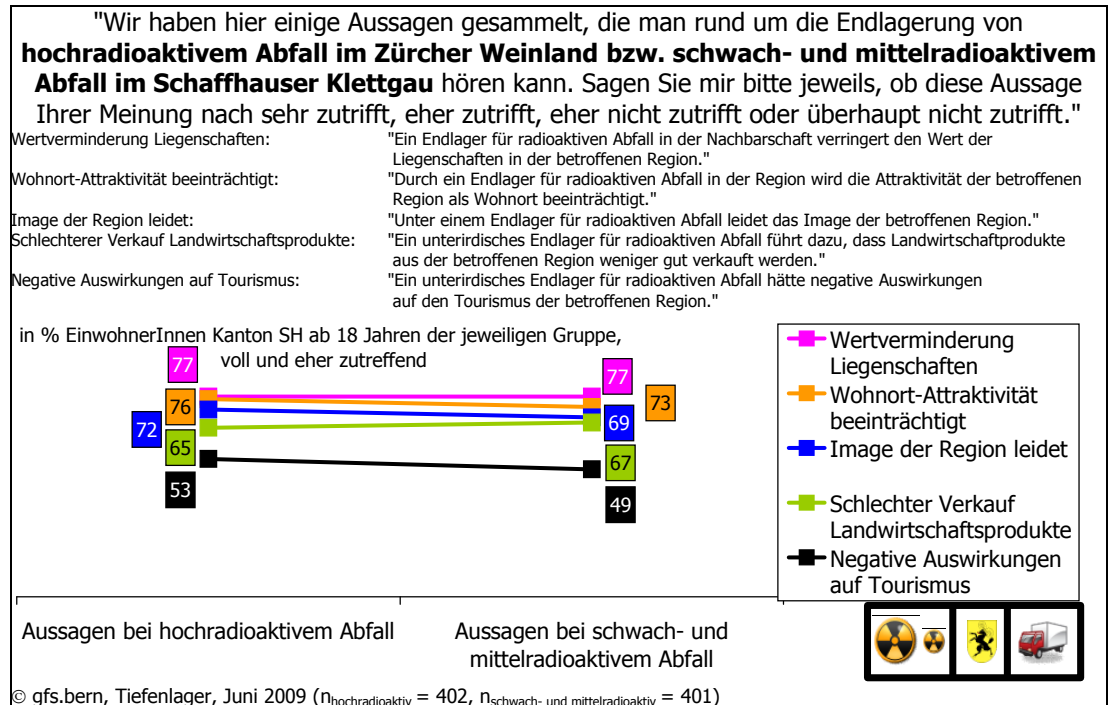 "Wir haben hier einige Aussagen gesammelt, die man rund um die Endlagerung von
hochradioaktivem Abfall im Zürcher Weinland bzw. schwach- und mittelradioaktivem
Abfall im Schaffhauser Klettgau hören kann. Sagen Sie mir bitte jeweils, ob diese Aussage
Ihrer Meinung nach sehr zutrifft, eher zutrifft, eher nicht zutrifft oder überhaupt nicht zutrifft."
Wertverminderung Liegenschaften: "Ein Endlager für radioaktiven Abfall in der Nachbarschaft verringert den Wert der
Liegenschaften in der betroffenen Region."
Wohnort-Attraktivität beeinträchtigt: "Durch ein Endlager für radioaktiven Abfall in der Region wird die Attraktivität der betroffenen
Region als Wohnort beeinträchtigt."
Image der Region leidet: "Unter einem Endlager für radioaktiven Abfall leidet das Image der betroffenen Region."
Schlechterer Verkauf Landwirtschaftsprodukte: "Ein unterirdisches Endlager für radioaktiven Abfall führt dazu, dass Landwirtschaftprodukte
aus der betroffenen Region weniger gut verkauft werden."
Negative Auswirkungen auf Tourismus: "Ein unterirdisches Endlager für radioaktiven Abfall hätte negative Auswirkungen
auf den Tourismus der betroffenen Region."
in % EinwohnerInnen Kanton SH ab 18 Jahren der jeweiligen Gruppe,
voll und eher zutreffend
77
76
72
65
53
77
73
69
67
49
Wertverminderung
Liegenschaften
Wohnort-Attraktivität
beeinträchtigt
Image der Region leidet
Schlechter Verkauf
Landwirtschaftsprodukte
Negative Auswirkungen
auf Tourismus
Aussagen bei hochradioaktivem Abfall
Aussagen bei schwach- und
mittelradioaktivem Abfall
© gfs.bern, Tiefenlager, Juni 2009 (nhochradioaktiv = 402, nschwach- und mittelradioaktiv = 401)